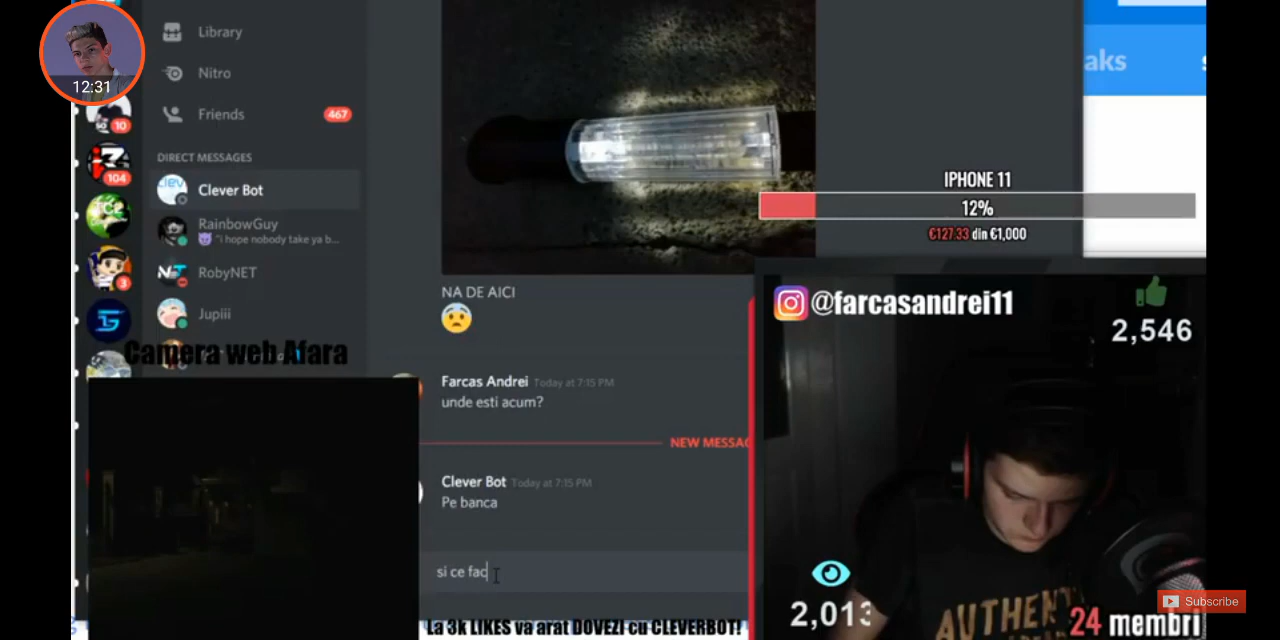 12:31
Library
Nitro
Friends
467
DIRECT MESSAGES
10
Clever Bot
104
RainbowGuy
"I hope nobody take ya b...
RobyNET
3
Jupiii
Camera web Afara
NA DE AICI
Farcas Andrei Today at 7:15 PM
unde esti acum?
NEW MESSAG
Clever Bot Today at 7:15 PM
Pe banca
si ce fac
La 3k LIKES va arat DOVEZI cu CLEVERBOT!
aks
IPHONE 11
12%
€127.33 din €1,000
@farcasandrei11
2,546
2,013
AUTHENT
24 membri
Subscribe